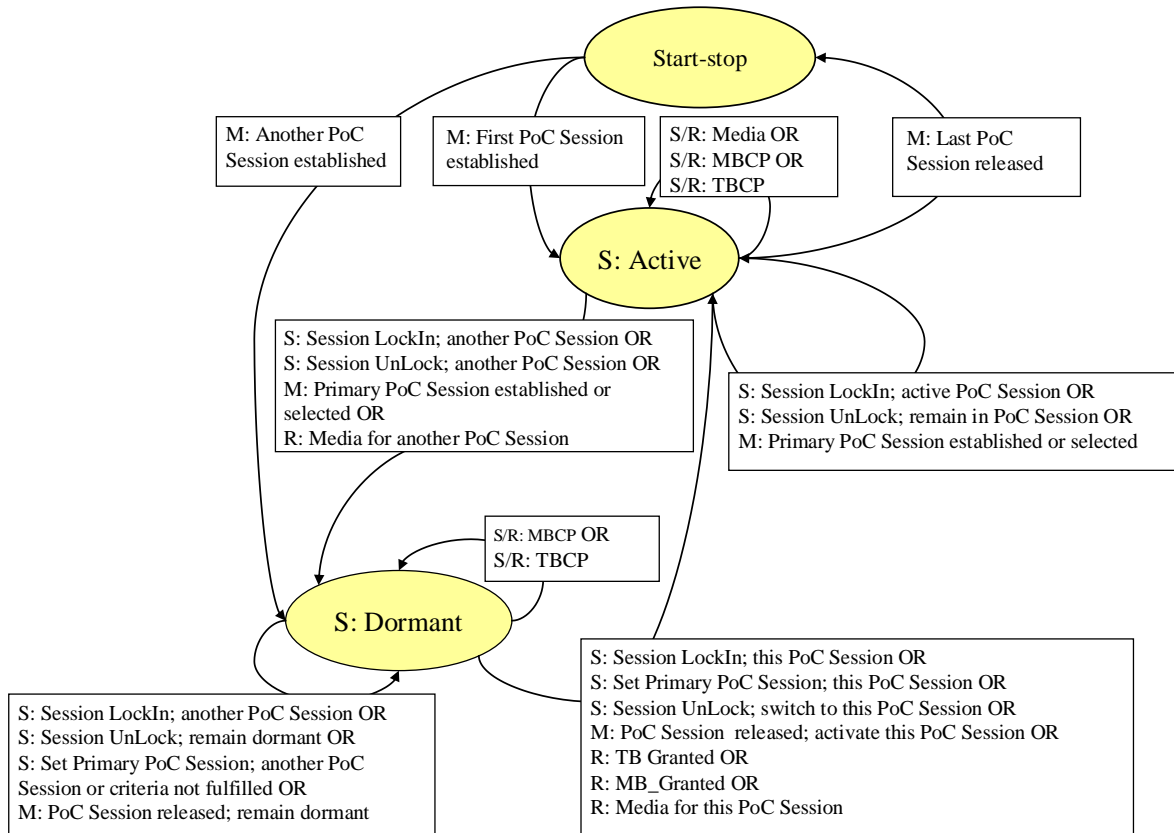 Start-stop
M: Another PoC
Session established
M: First PoC Session
established
S/R: Media OR
S/R: MBCP OR
S/R: TBCP
M: Last PoC
Session released
S: Active
S: Session LockIn; another PoC Session OR
S: Session UnLock; another PoC Session OR
M: Primary PoC Session established or
selected OR
R: Media for another PoC Session
S: Session LockIn; active PoC Session OR
S: Session UnLock; remain in PoC Session OR
M: Primary PoC Session established or selected
S/R: MBCP OR
S/R: TBCP
S: Dormant
S: Session LockIn; this PoC Session OR
S: Set Primary PoC Session; this PoC Session OR
S: Session UnLock; switch to this PoC Session OR
M: PoC Session released; activate this PoC Session OR
R: TB Granted OR
R: MB_Granted OR
R: Media for this PoC Session
S: Session LockIn; another PoC Session OR
S: Session UnLock; remain dormant OR
S: Set Primary PoC Session; another PoC
Session or criteria not fulfilled OR
M: PoC Session released; remain dormant